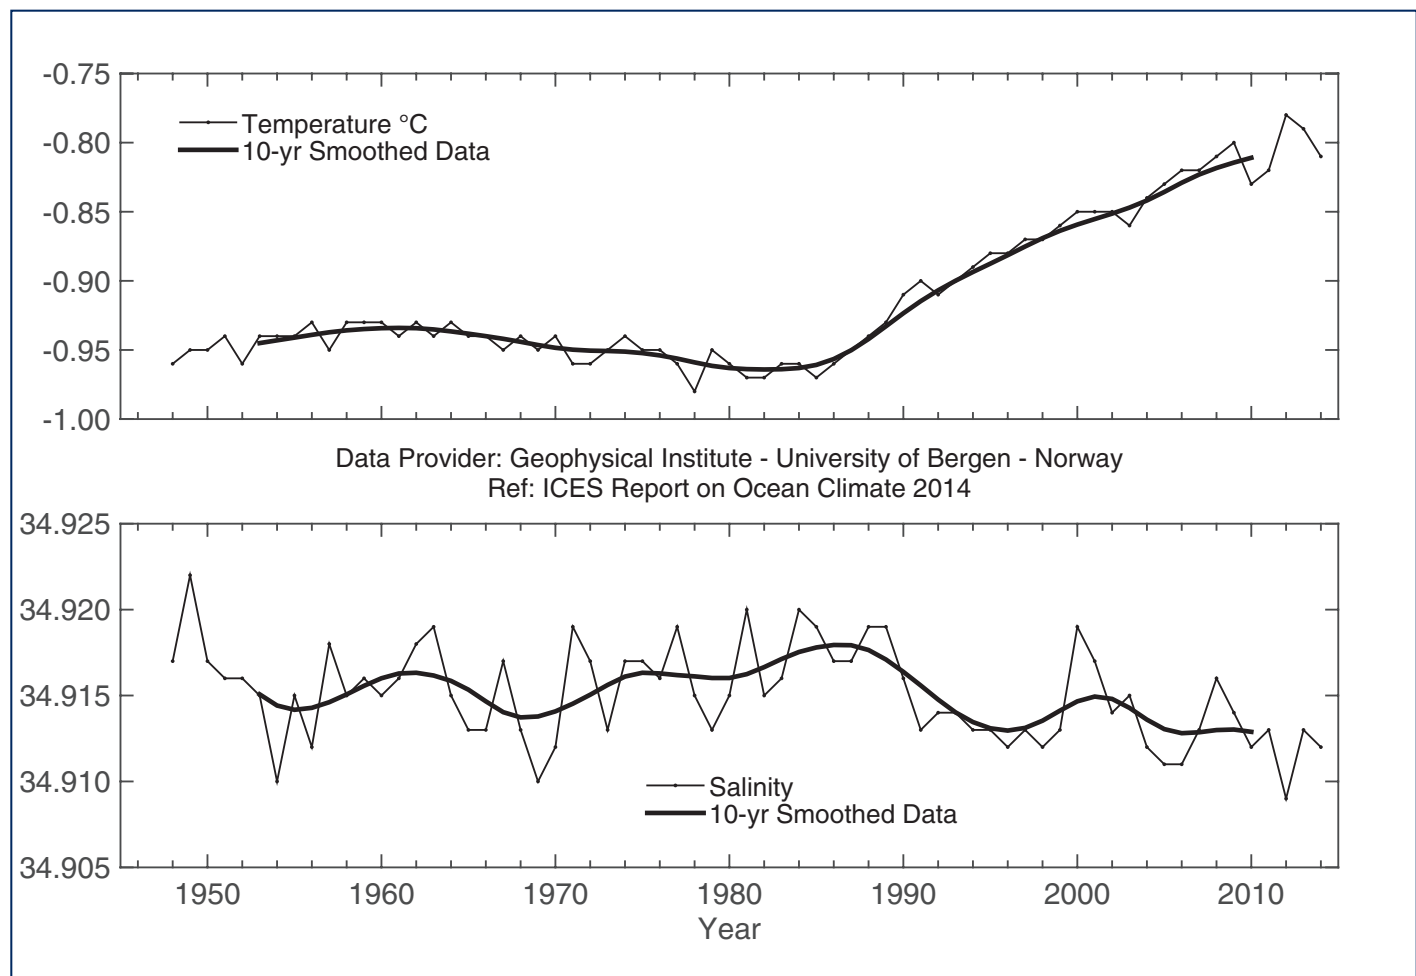 -0.75
-0.80
-0.85
-0.90
-0.95
-1.00
Temperature °C
10-yr Smoothed Data
Data Provider: Geophysical Institute - University of Bergen - Norway
Ref: ICES Report on Ocean Climate 2014
34.925
34.920
34.915
34.910
34.905
Salinity
10-yr Smoothed Data
1950 1960 1970 1980 1990 2000 2010
Year